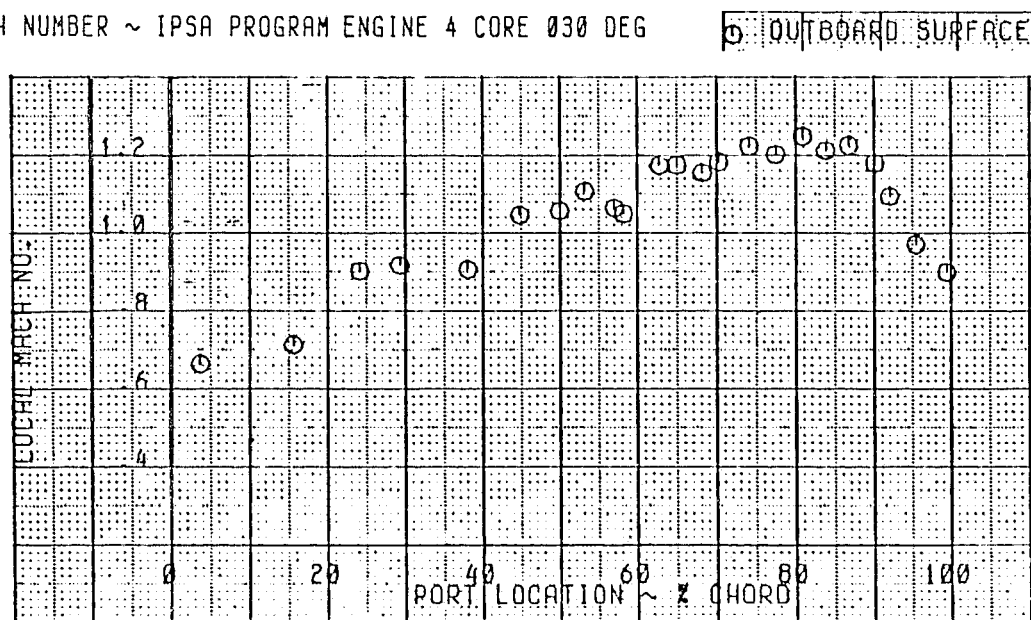 H NUMBER ~ IPSA PROGRAM ENGINE 4 CORE 030 DEG
OUTBOARD SURFACE
1.2
1.0
.8
.6
.4
LOCAL MACH NO.
0 20 40 60 80 100
PORT LOCATION ~ % CHORD